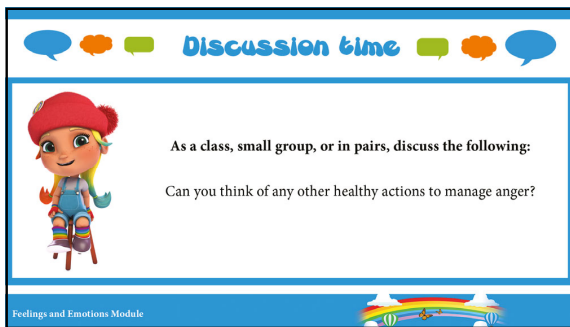 Discussion time
As a class, small group, or in pairs, discuss the following:
Can you think of any other healthy actions to manage anger?
Feelings and Emotions Module